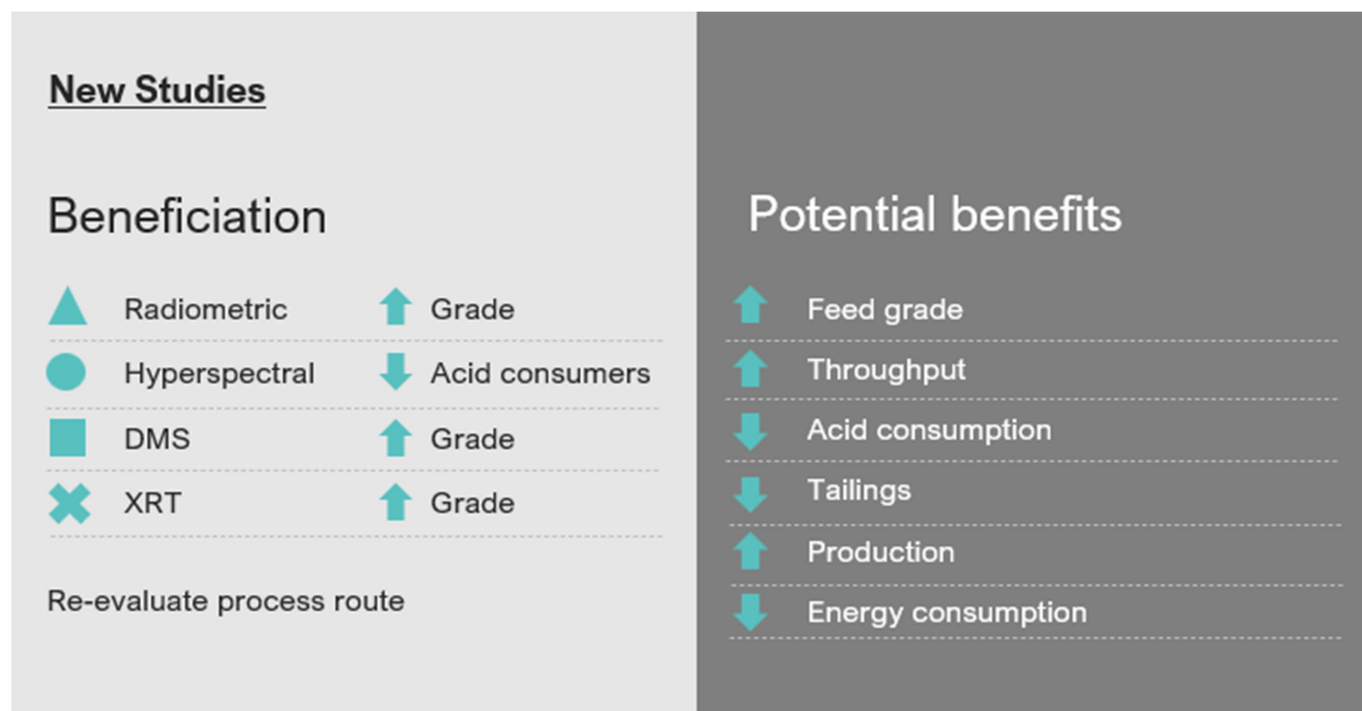 New Studies
Beneficiation
Radiometric Grade
Hyperspectral Acid consumers
DMS Grade
XRT Grade
Re-evaluate process route
Potential benefits
Feed grade
Throughput
Acid consumption
Tailings
Production
Energy consumption